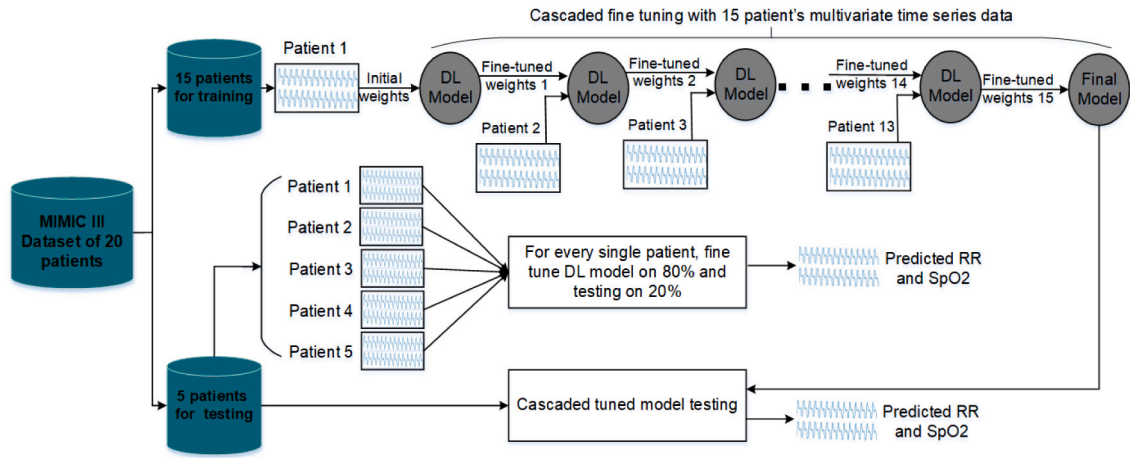 Cascaded fine tuning with 15 patient's multivariate time series data
Patient 1
15 patients
for training
Initial
weights
DL
Model
Fine-tuned
weights 1
DL
Model
Fine-tuned
weights 2
DL
Model
Fine-tuned
weights 14
DL
Model
Fine-tuned
weights 15
Final
Model
Patient 2
Patient 3
Patient 13
MIMIC III
Dataset of 20
patients
Patient 1
Patient 2
Patient 3
Patient 4
Patient 5
For every single patient, fine
tune DL model on 80% and
testing on 20%
Predicted RR
and SpO2
5 patients
for testing
Cascaded tuned model testing
Predicted RR
and SpO2